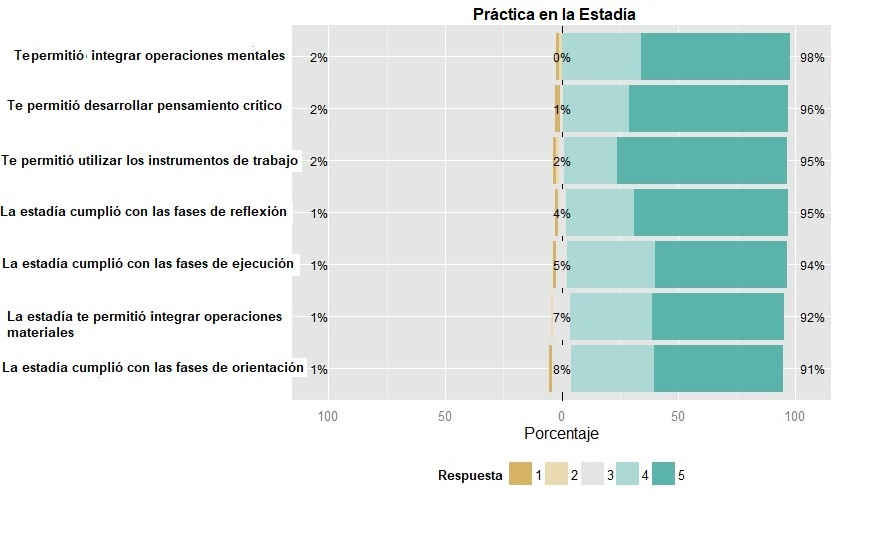 Práctica en la Estadía
Te permitió integrar operaciones mentales 2% 0% 98%
Te permitió desarrollar pensamiento crítico 2% 1% 96%
Te permitió utilizar los instrumentos de trabajo 2% 2% 95%
La estadía cumplió con las fases de reflexión 1% 4% 95%
La estadía cumplió con las fases de ejecución 1% 5% 94%
La estadía te permitió integrar operaciones
materiales 1% 7% 92%
La estadía cumplió con las fases de orientación 1% 8% 91%
100 50 0 50 100
Porcentaje
Respuesta 1 2 3 4 5